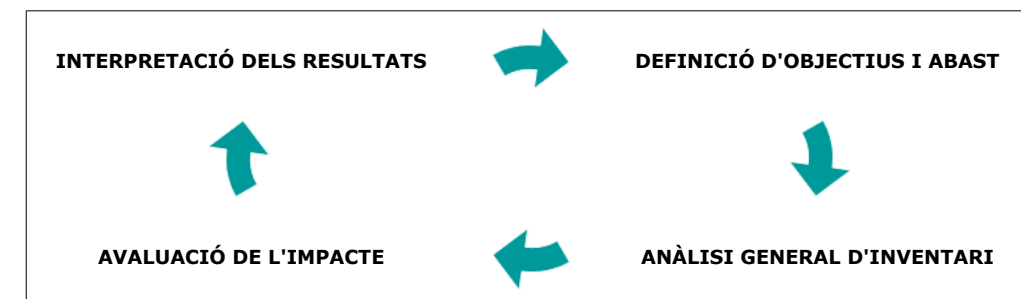 INTERPRETACIÓ DELS RESULTATS
DEFINICIÓ D'OBJECTIUS I ABAST
AVALUACIÓ DE L'IMPACTE
ANÀLISI GENERAL D'INVENTARI